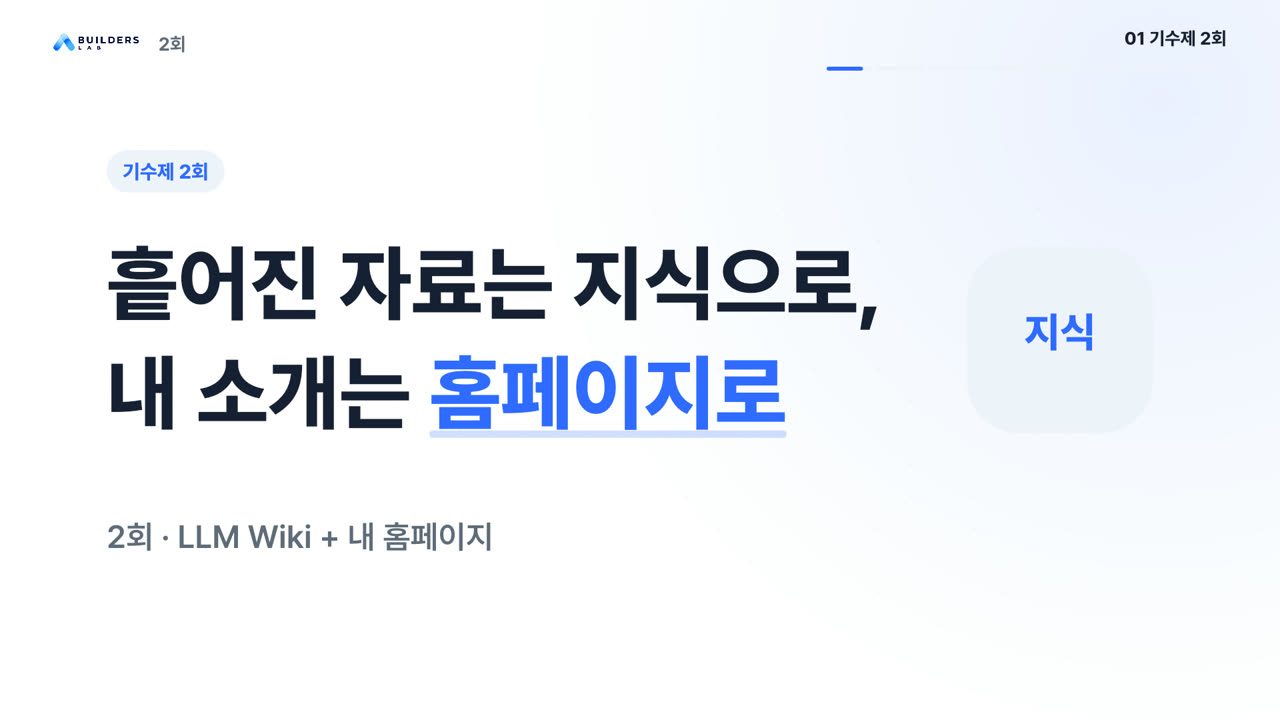 BUILDERS
LAB
2회
01 기수제 2회
기수제 2회
흩어진 자료는 지식으로,
내 소개는 홈페이지로
지식
2회 · LLM Wiki + 내 홈페이지